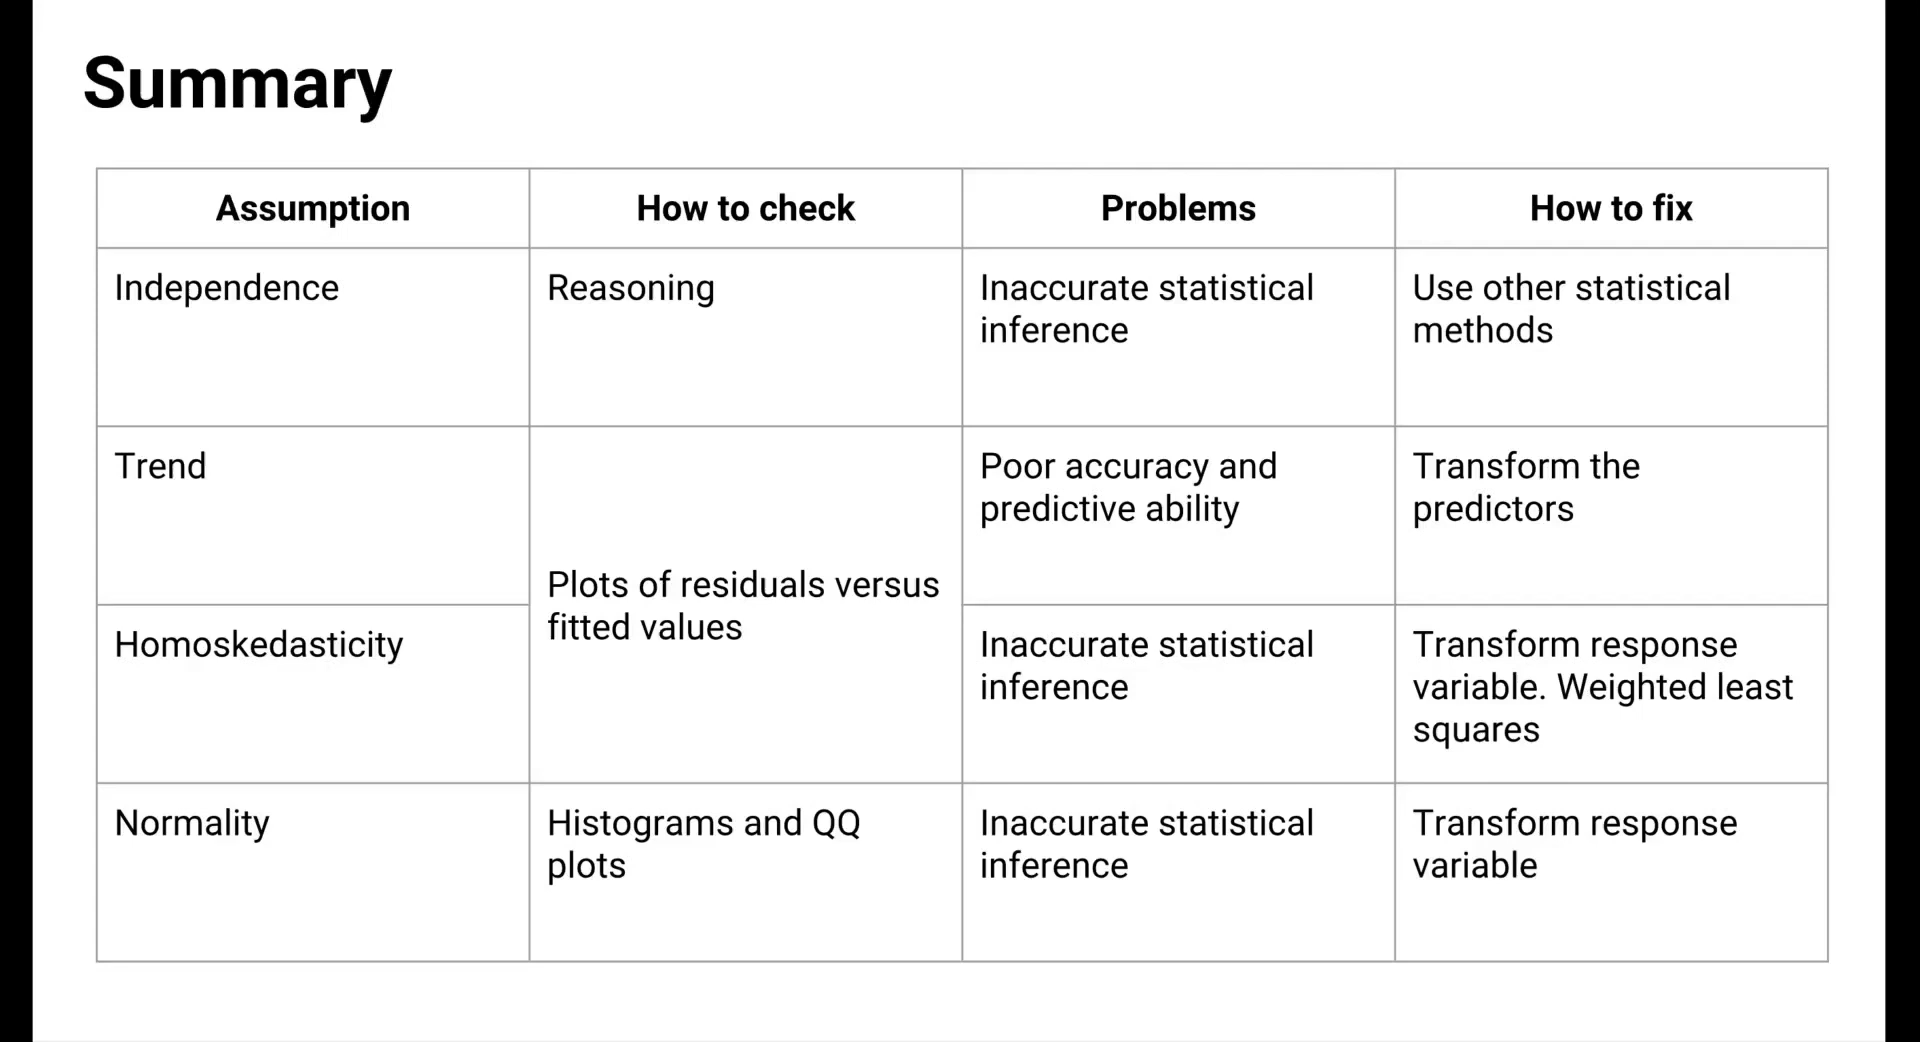 Summary
Assumption
How to check
Problems
How to fix
Independence
Reasoning
Inaccurate statistical
inference
Use other statistical
methods
Trend
Plots of residuals versus
fitted values
Poor accuracy and
predictive ability
Transform the
predictors
Homoskedasticity
Inaccurate statistical
inference
Transform response
variable. Weighted least
squares
Normality
Histograms and QQ
plots
Inaccurate statistical
inference
Transform response
variable